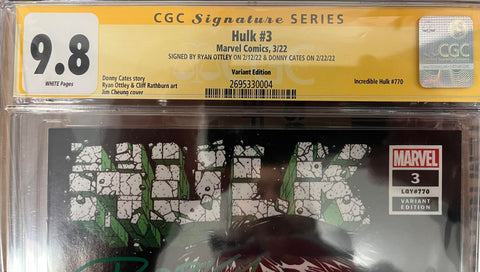 CGC Signature SERIES
9.8
WHITE Pages
Hulk #3
Marvel Comics, 3/22
SIGNED BY RYAN OTTLEY ON 2/12/22 & DONNY CATES ON 2/22/22
Variant Edition
Donny Cates story
Ryan Ottley & Cliff Rathburn art
Jim Cheung cover
2695330004
Incredible Hulk #770
CGC
HULK
MARVEL
3
LGY#770
VARIANT
EDITION